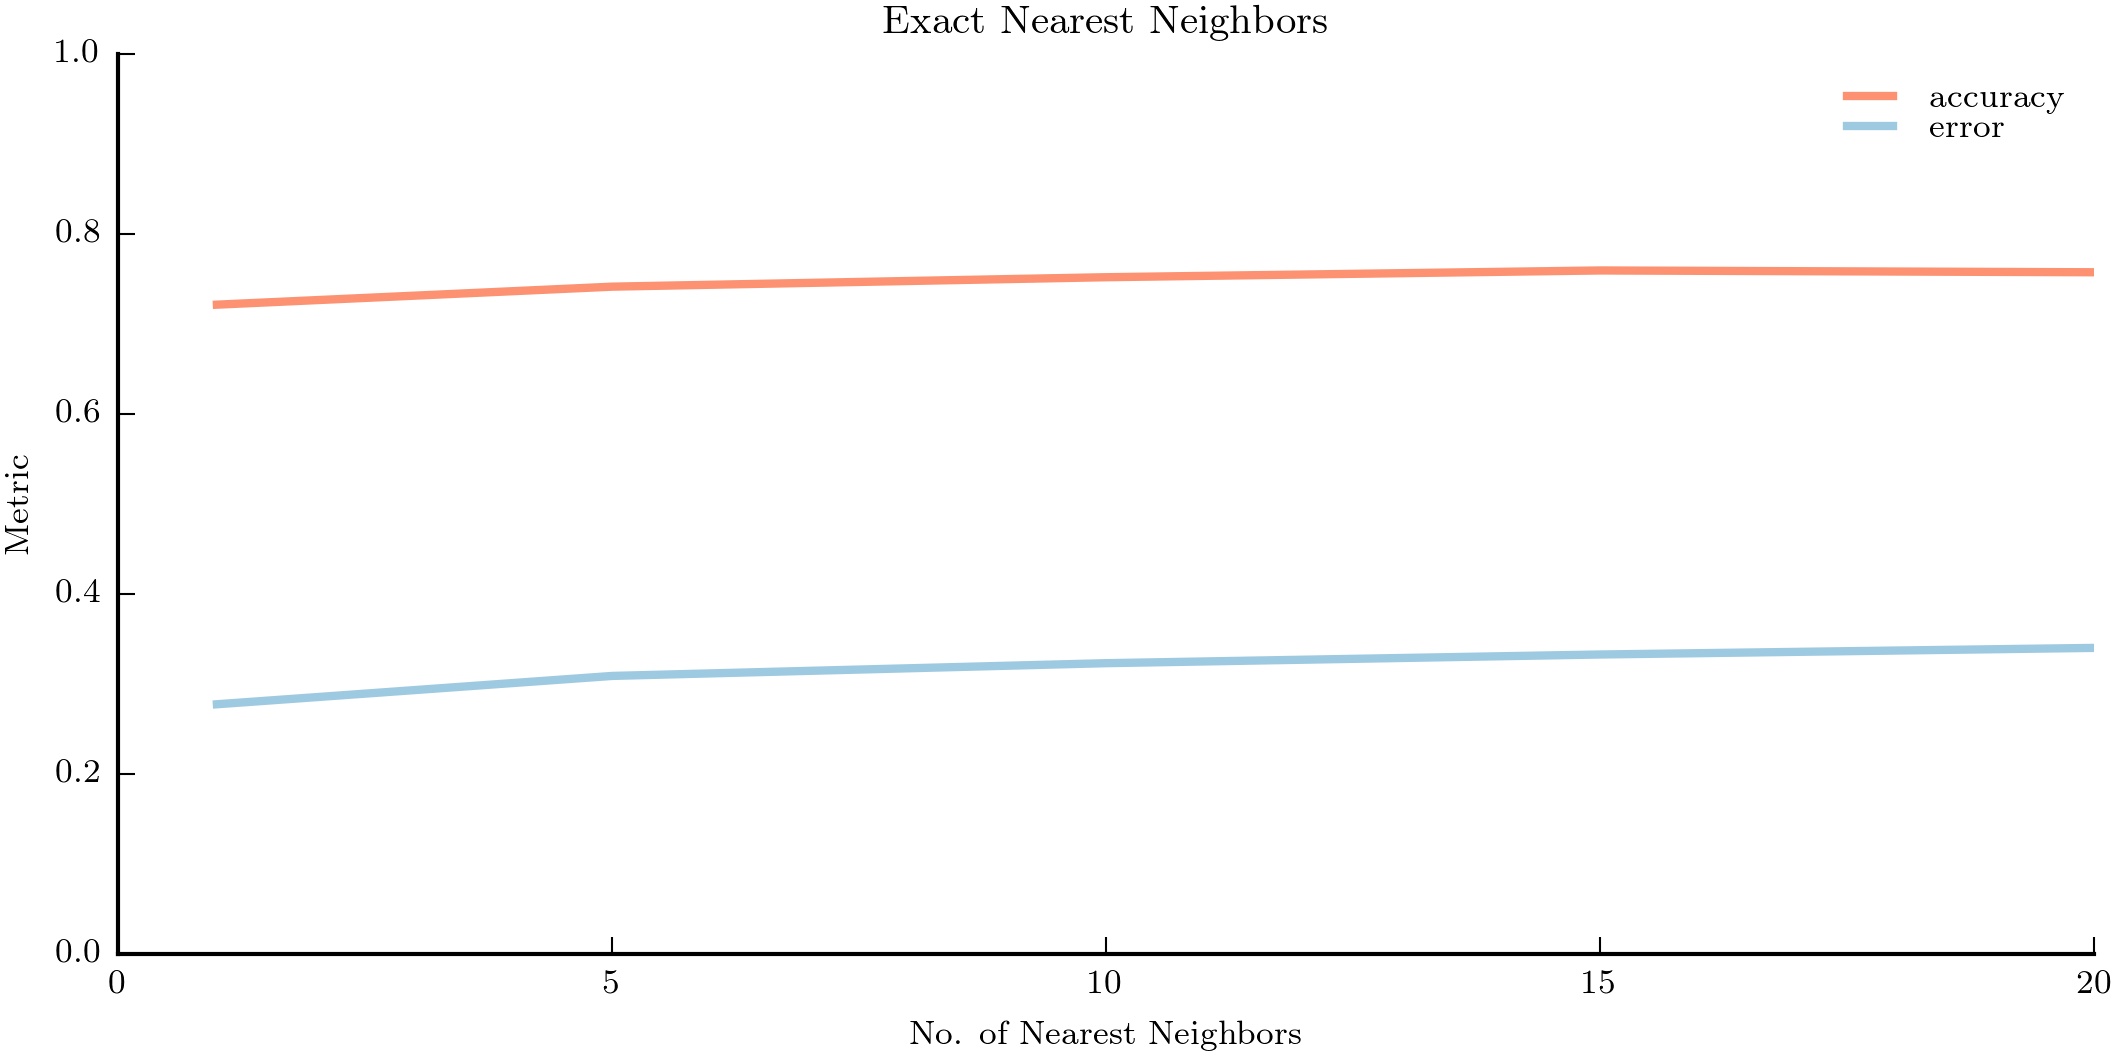 Exact Nearest Neighbors
1.0
accuracy
error
0.8
0.6
Metric
0.4
0.2
0.0
0 5 10 15 20
No. of Nearest Neighbors